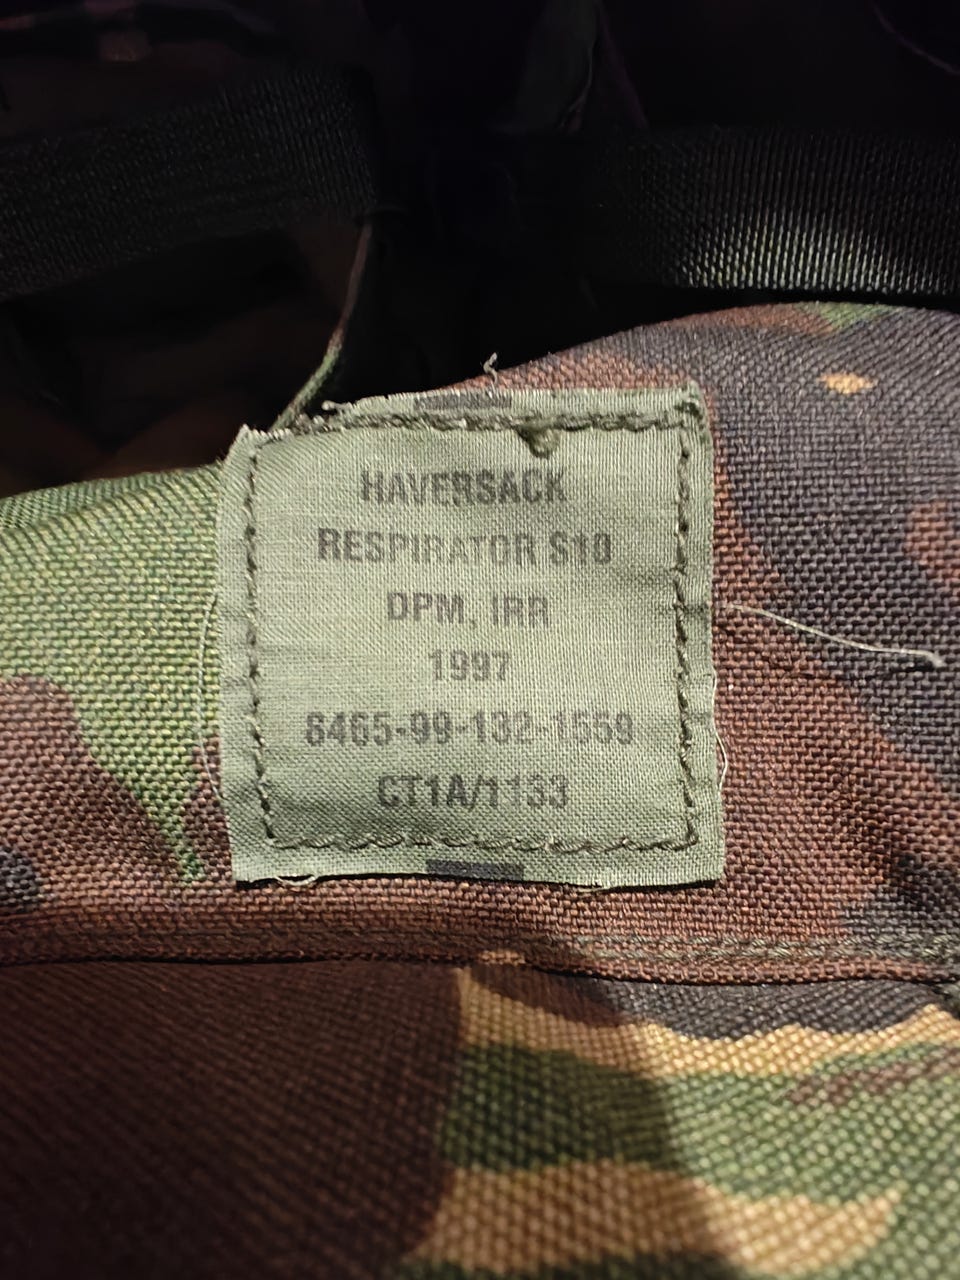 HAVERSACK
RESPIRATOR S10
DPM, IRR
1997
8465-99-132-1559
CT1A/1133